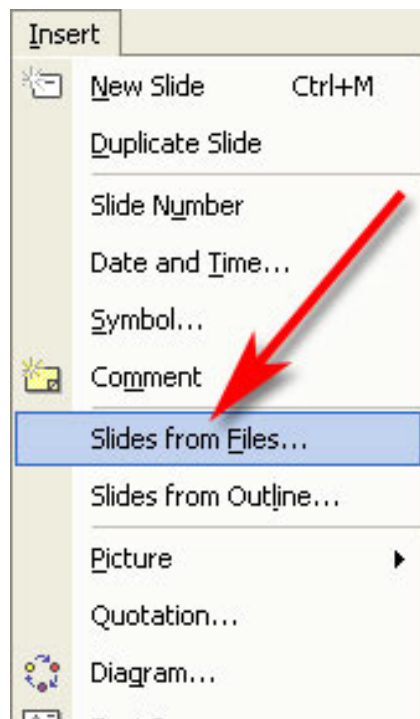 Insert
New Slide Ctrl+M
Duplicate Slide
Slide Number
Date and Time...
Symbol...
Comment
Slides from Files...
Slides from Outline...
Picture
Quotation...
Diagram...